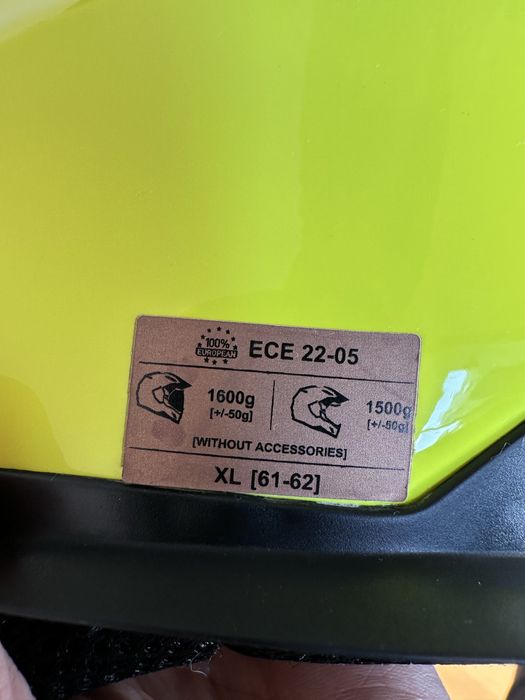 100%
EUROPEAN
ECE 22-05
1600g
[+/-50g]
1500g
[+/-50g]
[WITHOUT ACCESSORIES]
XL [61-62]